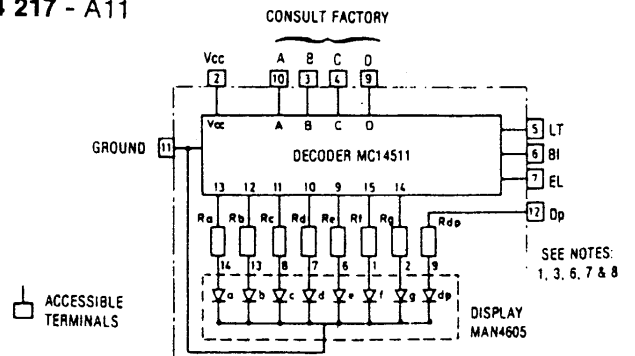 217 - A11
CONSULT FACTORY
Vcc A B C D
2 10 3 4 9
Vcc A B C D
5 LT
GROUND 11
DECODER MC14511
6 BI
7 EL
13 12 11 10 9 15 14
12 Dp
Ra Rb Rc Rd Re Rf Rg Rdp
SEE NOTES:
1, 3, 6, 7 & 8
14 13 8 7 6 1 2 9
a b c d e f g dp
ACCESSIBLE
TERMINALS
DISPLAY
MAN4605